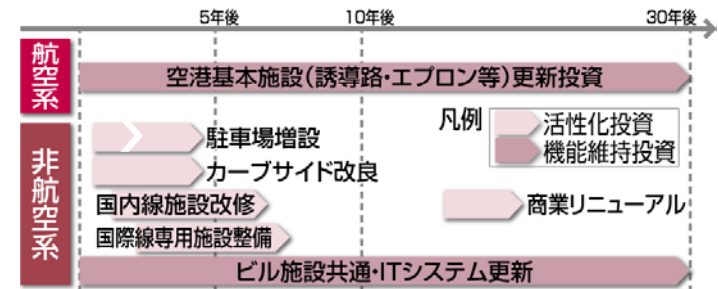 5年後
10年後
30年後
航空系
空港基本施設(誘導路・エプロン等)更新投資
非航空系
駐車場増設
カーブサイド改良
国内線施設改修
国際線専用施設整備
凡例
活性化投資
機能維持投資
商業リニューアル
ビル施設共通・ITシステム更新